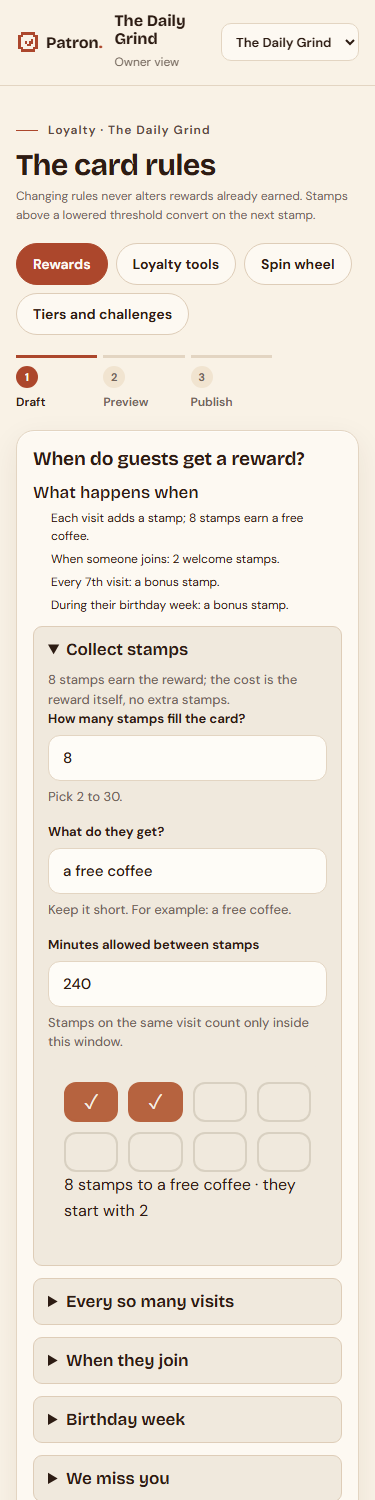 Patron.
The Daily
Grind
Owner view
The Daily Grind
Loyalty · The Daily Grind
The card rules
Changing rules never alters rewards already earned. Stamps
above a lowered threshold convert on the next stamp.
Rewards
Loyalty tools
Spin wheel
Tiers and challenges
1
2
3
Draft
Preview
Publish
When do guests get a reward?
What happens when
Each visit adds a stamp; 8 stamps earn a free
coffee.
When someone joins: 2 welcome stamps.
Every 7th visit: a bonus stamp.
During their birthday week: a bonus stamp.
Collect stamps
8 stamps earn the reward; the cost is the
reward itself, no extra stamps.
How many stamps fill the card?
8
Pick 2 to 30.
What do they get?
a free coffee
Keep it short. For example: a free coffee.
Minutes allowed between stamps
240
Stamps on the same visit count only inside
this window.
8 stamps to a free coffee · they
start with 2
Every so many visits
When they join
Birthday week
We miss you